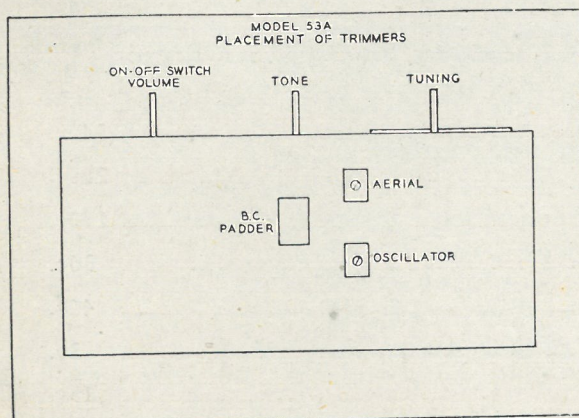 MODEL 53A
PLACEMENT OF TRIMMERS
ON-OFF SWITCH
VOLUME
TONE
TUNING
AERIAL
B.C.
PADDER
OSCILLATOR